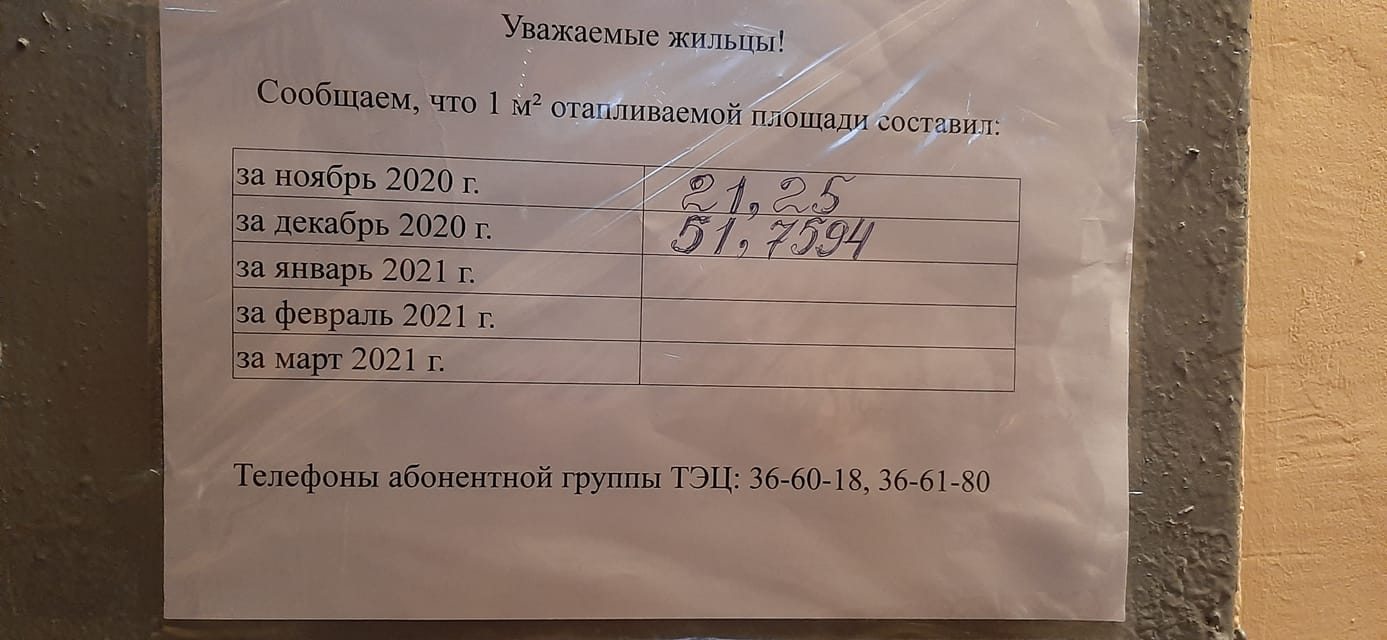 Уважаемые жильцы!
Сообщаем, что 1 м² отапливаемой площади составил:
за ноябрь 2020 г. 21,25
за декабрь 2020 г. 51,7594
за январь 2021 г.
за февраль 2021 г.
за март 2021 г.
Телефоны абонентной группы ТЭЦ: 36-60-18, 36-61-80